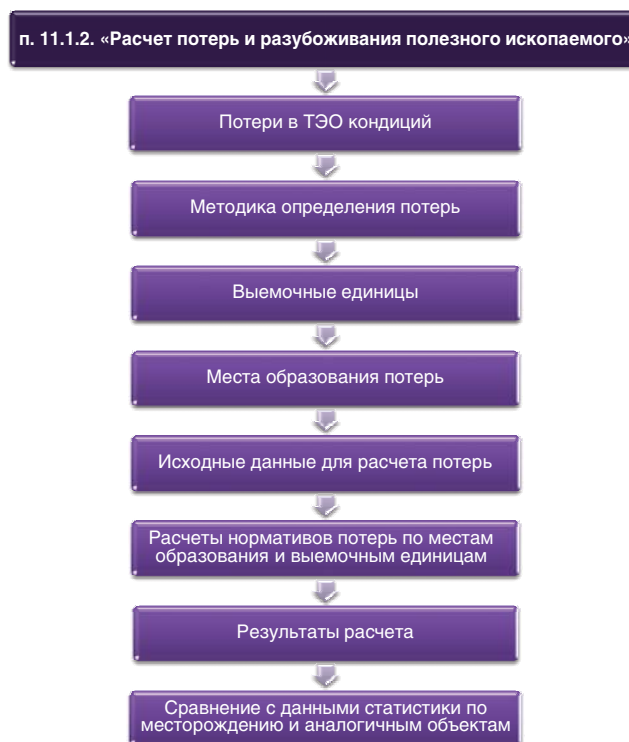 п. 11.1.2. «Расчет потерь и разубоживания полезного ископаемого»
Потери в ТЭО кондиций
Методика определения потерь
Выемочные единицы
Места образования потерь
Исходные данные для расчета потерь
Расчеты нормативов потерь по местам
образования и выемочным единицам
Результаты расчета
Сравнение с данными статистики по
месторождению и аналогичным объектам